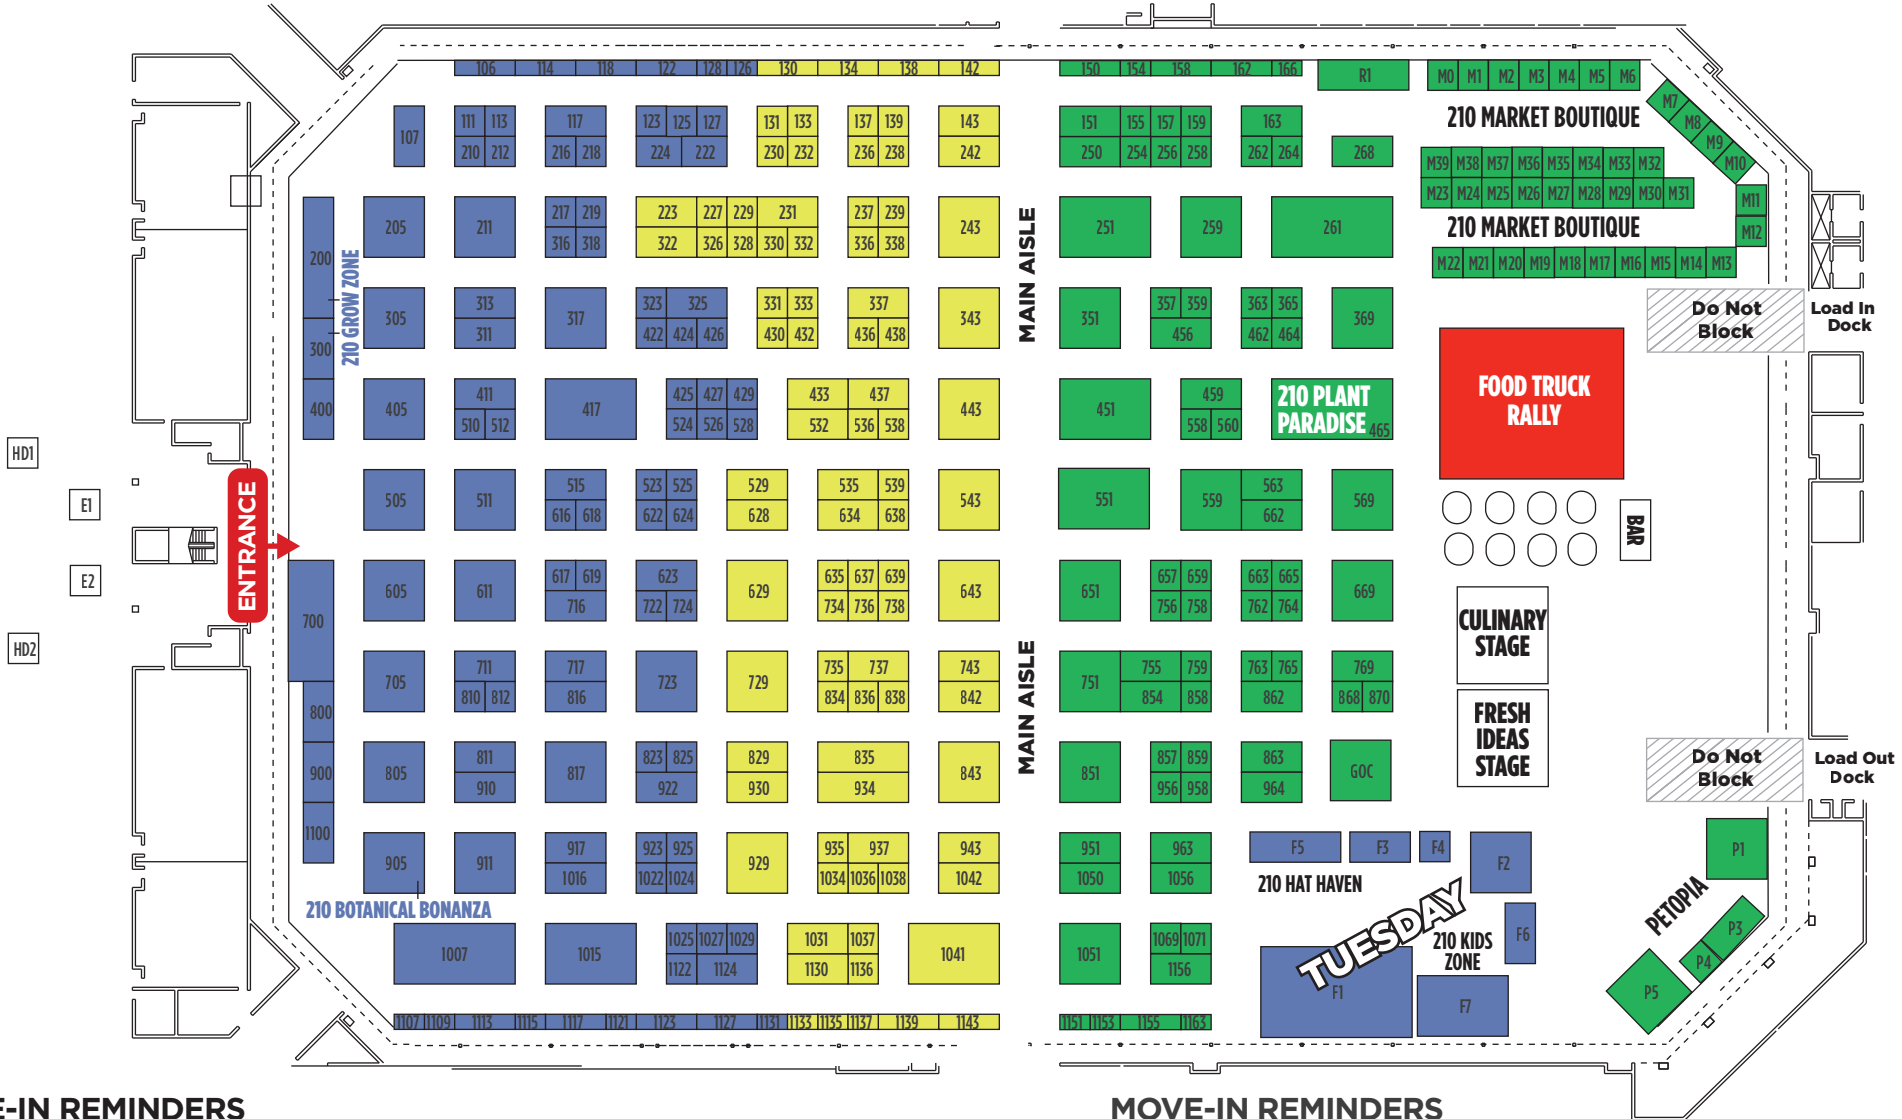 106 114 118 122 128 126 130 134 138 142 150 154 158 162 166 R1 M0 M1 M2 M3 M4 M5 M6
M7
M8
M9
M10
107 111 113 117 123 125 127 131 133 137 139 143 151 155 157 159 163 210 MARKET BOUTIQUE
210 212 216 218 224 222 230 232 236 238 242 250 254 256 258 262 264 268
M39 M38 M37 M36 M35 M34 M33 M32
M23 M24 M25 M26 M27 M28 M29 M30 M31
M11
M12
210 MARKET BOUTIQUE
M22 M21 M20 M19 M18 M17 M16 M15 M14 M13
200 205 211 217 219 223 227 229 231 237 239 243 251 259 261
316 318 322 326 328 330 332 336 338
210 GROW ZONE
MAIN AISLE
300 305 313 317 323 325 331 333 337 343 351 357 359 363 365 369
311 422 424 426 430 432 436 438 456 462 464
Do Not
Block
Load In
Dock
400 405 411 417 425 427 429 433 437 443 451 459 210 PLANT
PARADISE 465
510 512 524 526 528 532 536 538 558 560
FOOD TRUCK
RALLY
HD1
E1
E2
HD2
ENTRANCE
505 511 515 523 525 529 535 539 543 551 559 563 569
616 618 622 624 628 634 638 662
BAR
605 611 617 619 623 629 635 637 639 643 651 657 659 663 665 669
700 716 722 724 734 736 738 756 758 762 764
CULINARY
STAGE
MAIN AISLE
705 711 717 723 729 735 737 743 751 755 759 763 765 769
800 810 812 816 834 836 838 842 854 858 862 868 870
FRESH
IDEAS
STAGE
900 805 811 817 823 825 829 835 843 851 857 859 863 GOC
910 922 930 934 956 958 964
Do Not
Block
Load Out
Dock
1100 905 911 917 923 925 929 935 937 943 951 963 F5 F3 F4 F2 P1
1016 1022 1024 1034 1036 1038 1042 1050 1056
210 HAT HAVEN
210 BOTANICAL BONANZA
PETOPIA
TUESDAY
210 KIDS
ZONE
F6
P3
P4
P5
1007 1015 1025 1027 1029 1031 1037 1041 1051 1069 1071
1122 1124 1130 1136 1156
F1 F7
1107 1109 1113 1115 1117 1121 1123 1127 1131 1133 1135 1137 1139 1143 1151 1153 1155 1163
E-IN REMINDERS
MOVE-IN REMINDERS